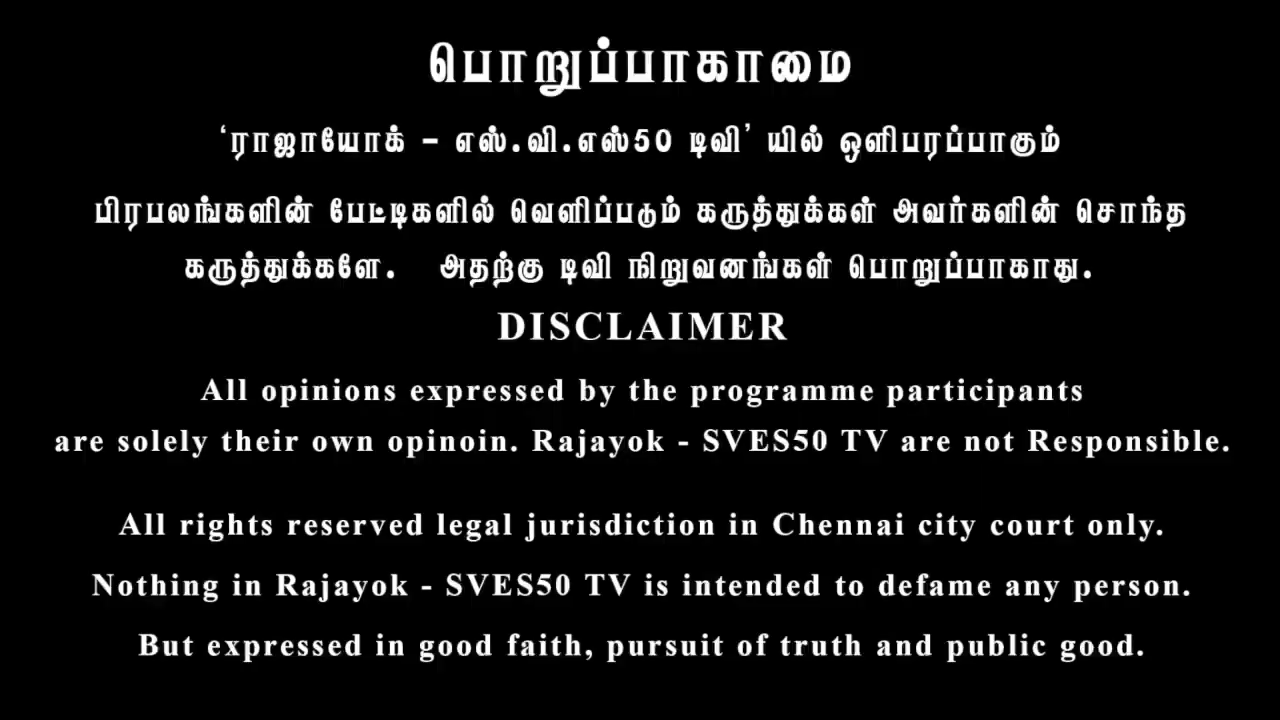 பொறுப்பாகாமை
‘ராஜாயோக் – எஸ்.வி.எஸ்50 டிவி’ யில் ஒளிபரப்பாகும்
பிரபலங்களின் பேட்டிகளில் வெளிப்படும் கருத்துக்கள் அவர்களின் சொந்த
கருத்துக்களே. அதற்கு டிவி நிறுவனங்கள் பொறுப்பாகாது.
DISCLAIMER
All opinions expressed by the programme participants
are solely their own opinoin. Rajayok - SVES50 TV are not Responsible.
All rights reserved legal jurisdiction in Chennai city court only.
Nothing in Rajayok - SVES50 TV is intended to defame any person.
But expressed in good faith, pursuit of truth and public good.